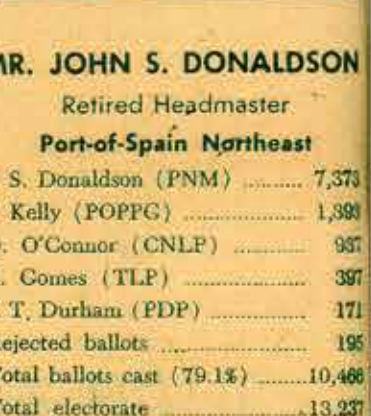 MR. JOHN S. DONALDSON
Retired Headmaster
Port-of-Spain Northeast
S. Donaldson (PNM) .......... 7,373
Kelly (POPPG) .................... 1,393
. O'Connor (CNLP) .............. 937
. Gomes (TLP) ...................... 397
T. Durham (PDP) ................ 171
ejected ballots ........................ 195
Total ballots cast (79.1%) ........10,466
Total electorate ....................13,237